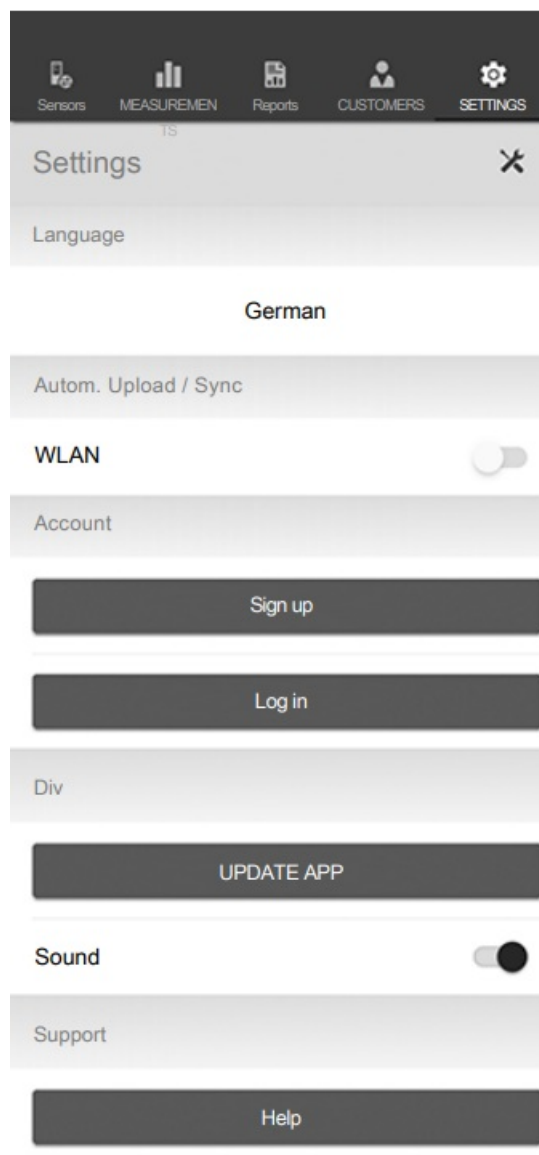 Sensors MEASUREMEN Reports CUSTOMERS SETTINGS
TS
Settings
Language
German
Autom. Upload / Sync
WLAN
Account
Sign up
Log in
Div
UPDATE APP
Sound
Support
Help